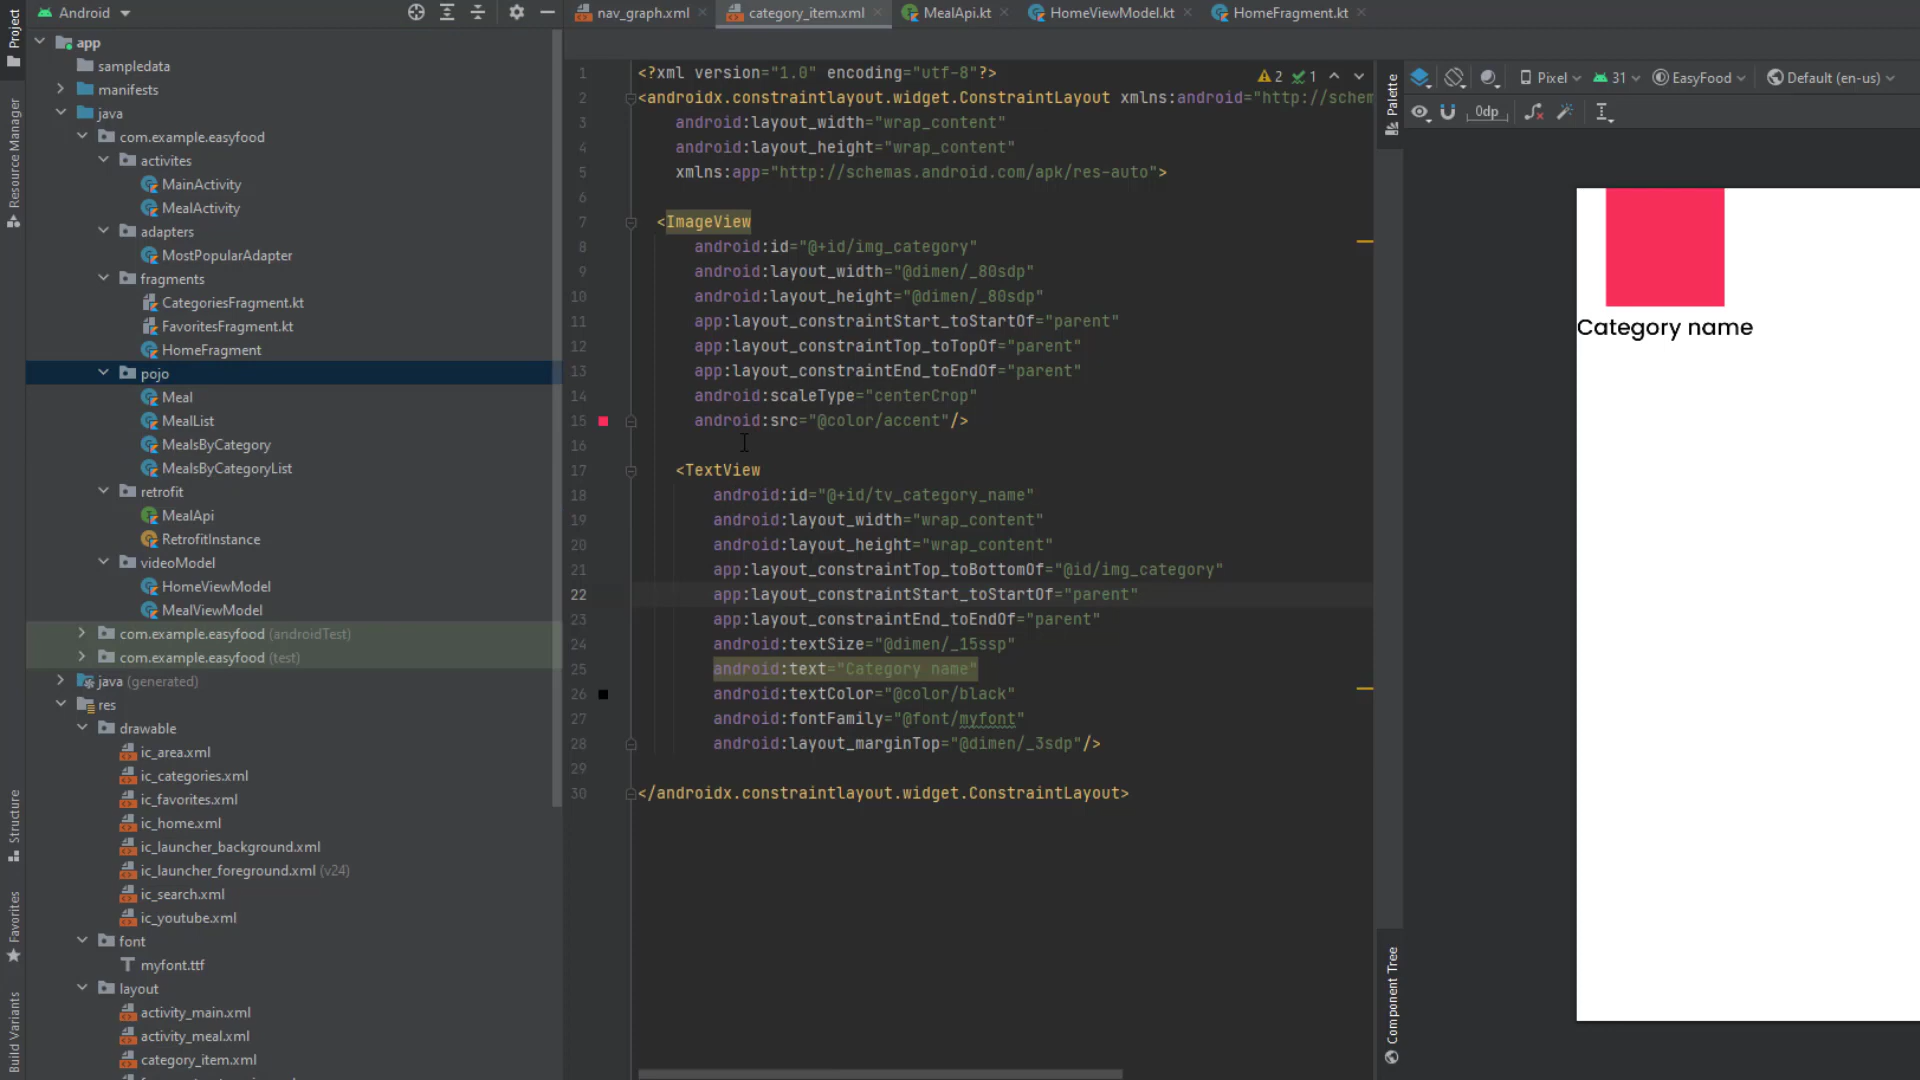 Android
nav_graph.xml
category_item.xml
MealApi.kt
HomeViewModel.kt
HomeFragment.kt
Project
Resource Manager
Structure
Favorites
Build Variants
app
sampledata
manifests
java
com.example.easyfood
activites
MainActivity
MealActivity
adapters
MostPopularAdapter
fragments
CategoriesFragment.kt
FavoritesFragment.kt
HomeFragment
pojo
Meal
MealList
MealsByCategory
MealsByCategoryList
retrofit
MealApi
RetrofitInstance
videoModel
HomeViewModel
MealViewModel
com.example.easyfood (androidTest)
com.example.easyfood (test)
java (generated)
res
drawable
ic_area.xml
ic_categories.xml
ic_favorites.xml
ic_home.xml
ic_launcher_background.xml
ic_launcher_foreground.xml (v24)
ic_search.xml
ic_youtube.xml
font
myfont.ttf
layout
activity_main.xml
activity_meal.xml
category_item.xml
1 <?xml version="1.0" encoding="utf-8"?>
2 <androidx.constraintlayout.widget.ConstraintLayout xmlns:android="http://schem
3 android:layout_width="wrap_content"
4 android:layout_height="wrap_content"
5 xmlns:app="http://schemas.android.com/apk/res-auto">
6
7 <ImageView
8 android:id="@+id/img_category"
9 android:layout_width="@dimen/_80sdp"
10 android:layout_height="@dimen/_80sdp"
11 app:layout_constraintStart_toStartOf="parent"
12 app:layout_constraintTop_toTopOf="parent"
13 app:layout_constraintEnd_toEndOf="parent"
14 android:scaleType="centerCrop"
15 android:src="@color/accent"/>
16
17 <TextView
18 android:id="@+id/tv_category_name"
19 android:layout_width="wrap_content"
20 android:layout_height="wrap_content"
21 app:layout_constraintTop_toBottomOf="@id/img_category"
22 app:layout_constraintStart_toStartOf="parent"
23 app:layout_constraintEnd_toEndOf="parent"
24 android:textSize="@dimen/_15ssp"
25 android:text="Category name"
26 android:textColor="@color/black"
27 android:fontFamily="@font/myfont"
28 android:layout_marginTop="@dimen/_3sdp"/>
29
30 </androidx.constraintlayout.widget.ConstraintLayout>
2 1
Palette
Component Tree
Pixel 31 EasyFood Default (en-us)
0dp
Category name